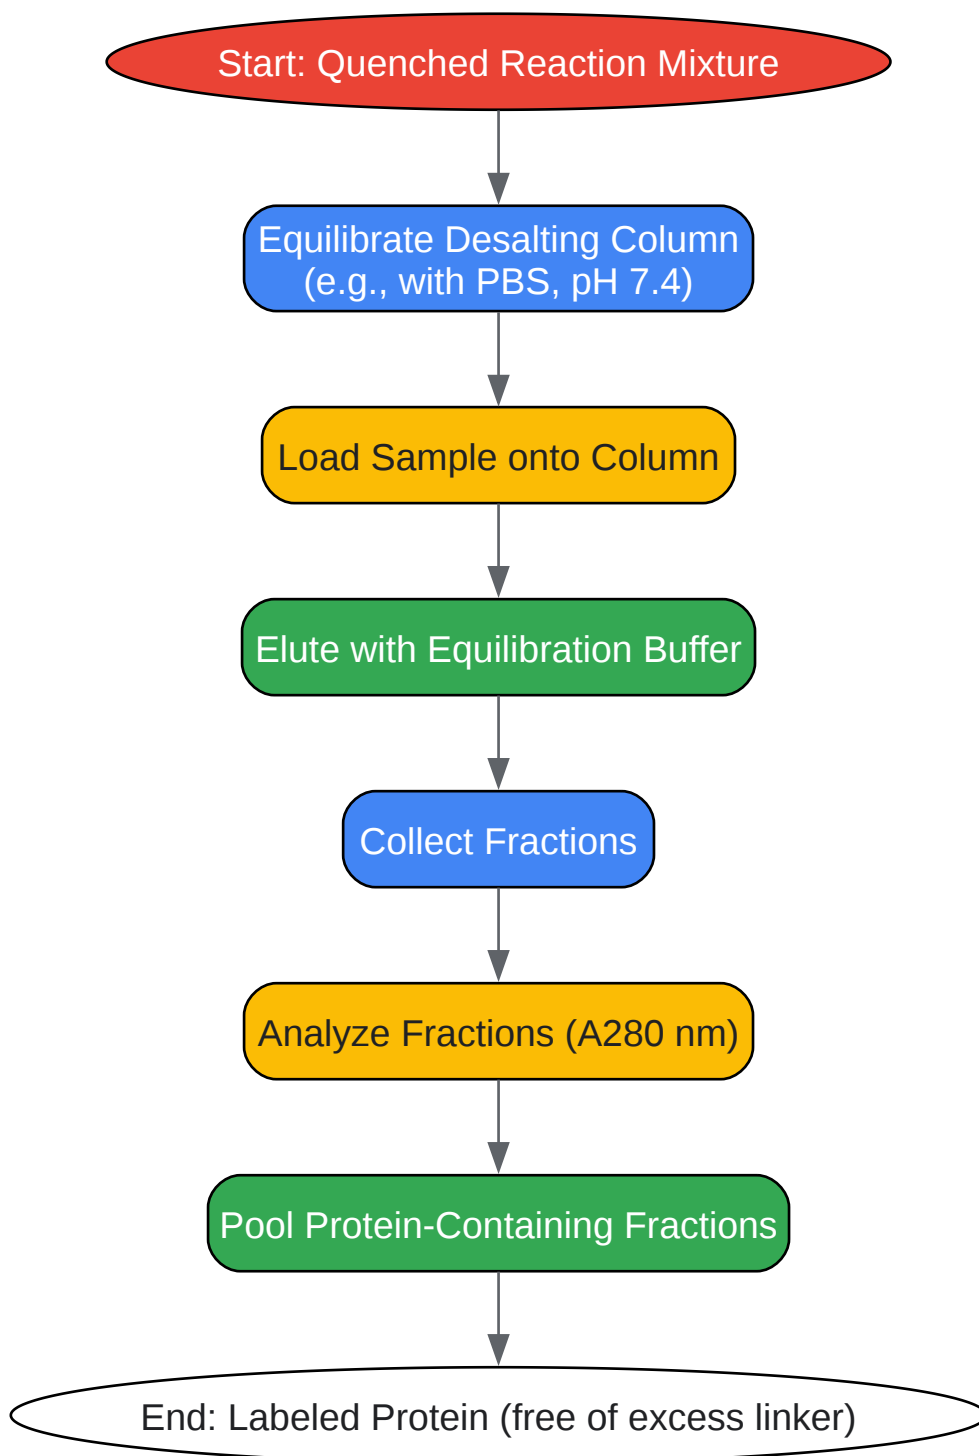 Start: Quenched Reaction Mixture
Equilibrate Desalting Column
(e.g., with PBS, pH 7.4)
Load Sample onto Column
Elute with Equilibration Buffer
Collect Fractions
Analyze Fractions (A280 nm)
Pool Protein-Containing Fractions
End: Labeled Protein (free of excess linker)